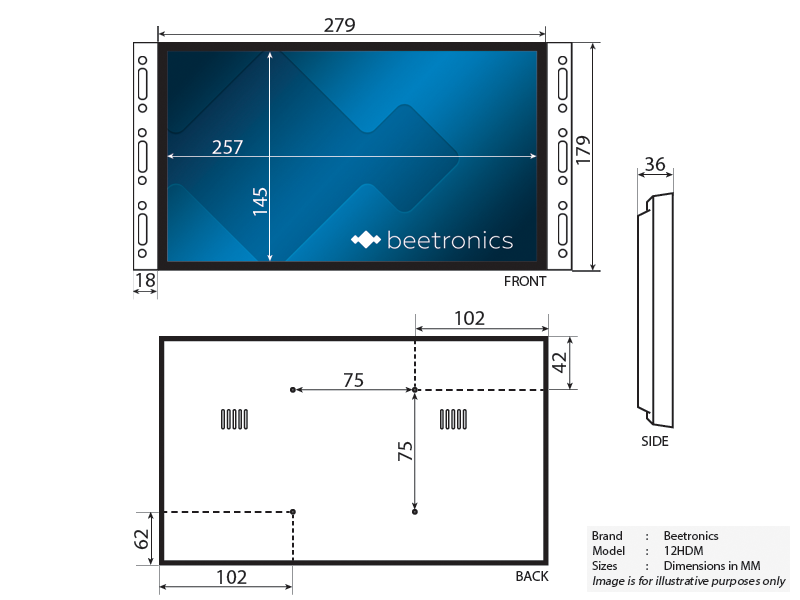 279
257
145
beetronics
179
18
FRONT
36
SIDE
102
42
75
75
62
102
BACK
Brand : Beetronics
Model : 12HDM
Sizes : Dimensions in MM
Image is for illustrative purposes only